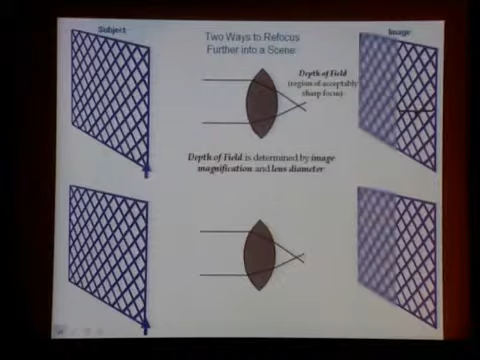 Subject
Two Ways to Refocus
Further into a Scene:
Image
Depth of Field
(region of acceptably
sharp focus)
Depth of Field is determined by image
magnification and lens diameter